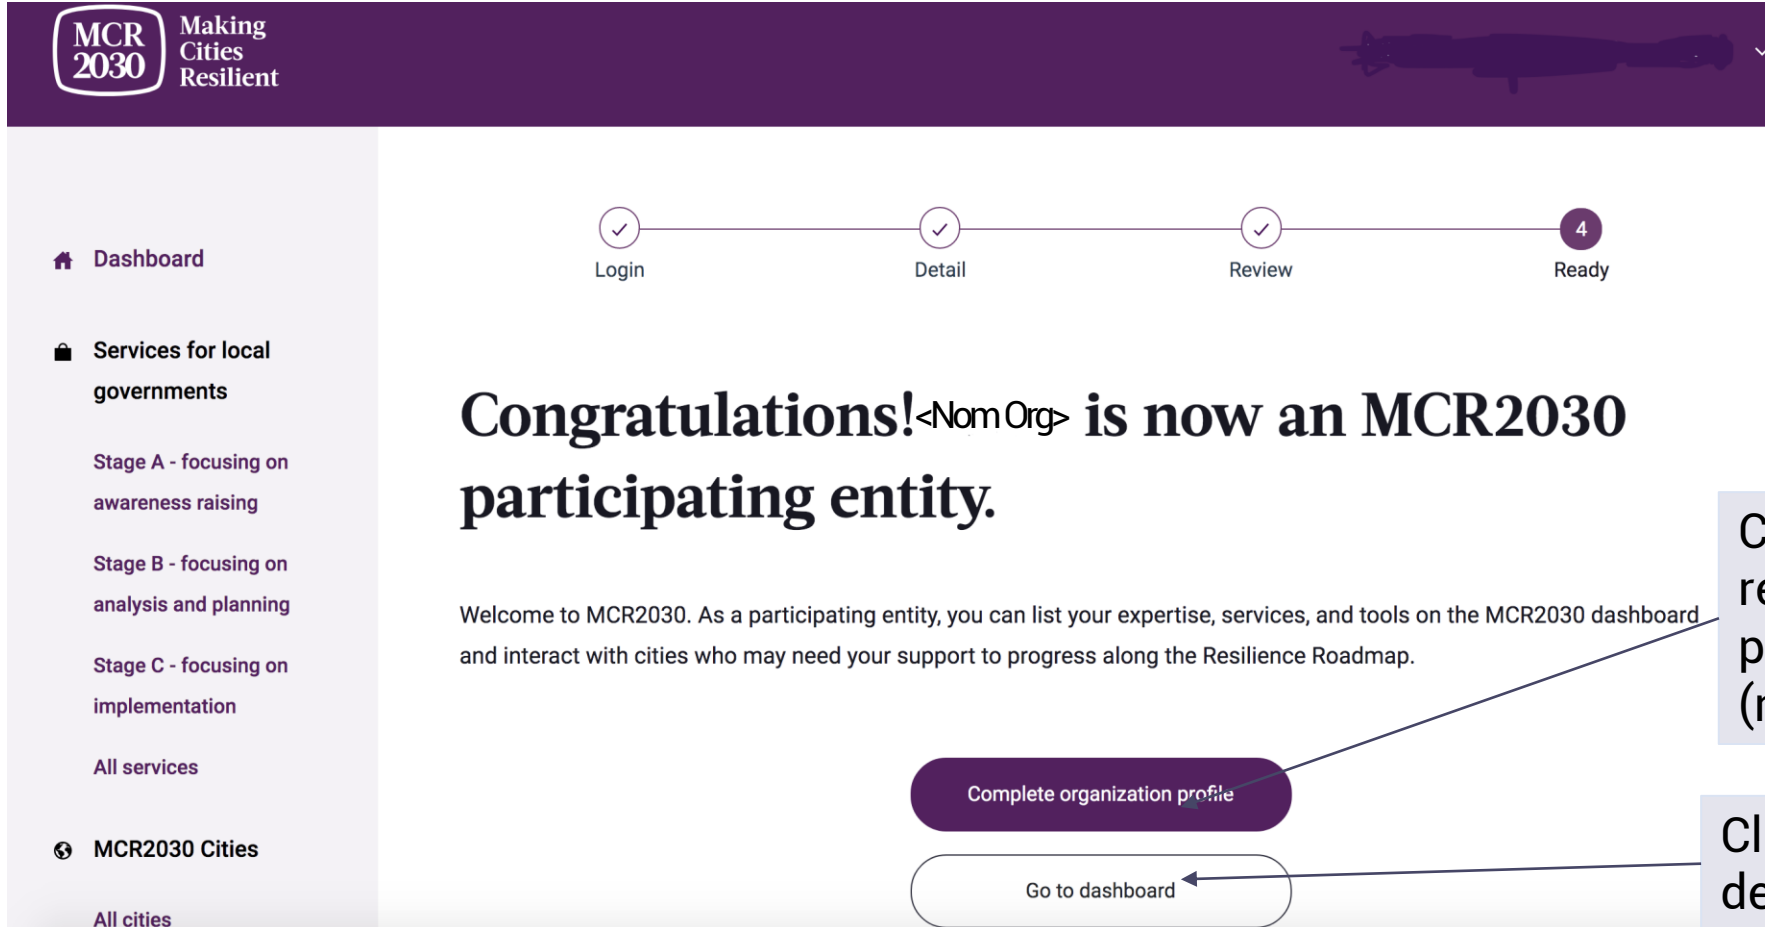 MCR
2030
Making
Cities
Resilient
Login
Detail
Review
4
Ready
Dashboard
Services for local
governments
Stage A - focusing on
awareness raising
Stage B - focusing on
analysis and planning
Stage C - focusing on
implementation
All services
MCR2030 Cities
All cities
Congratulations!<Nom Org> is now an MCR2030
participating entity.
Welcome to MCR2030. As a participating entity, you can list your expertise, services, and tools on the MCR2030 dashboard
and interact with cities who may need your support to progress along the Resilience Roadmap.
Complete organization profile
Go to dashboard